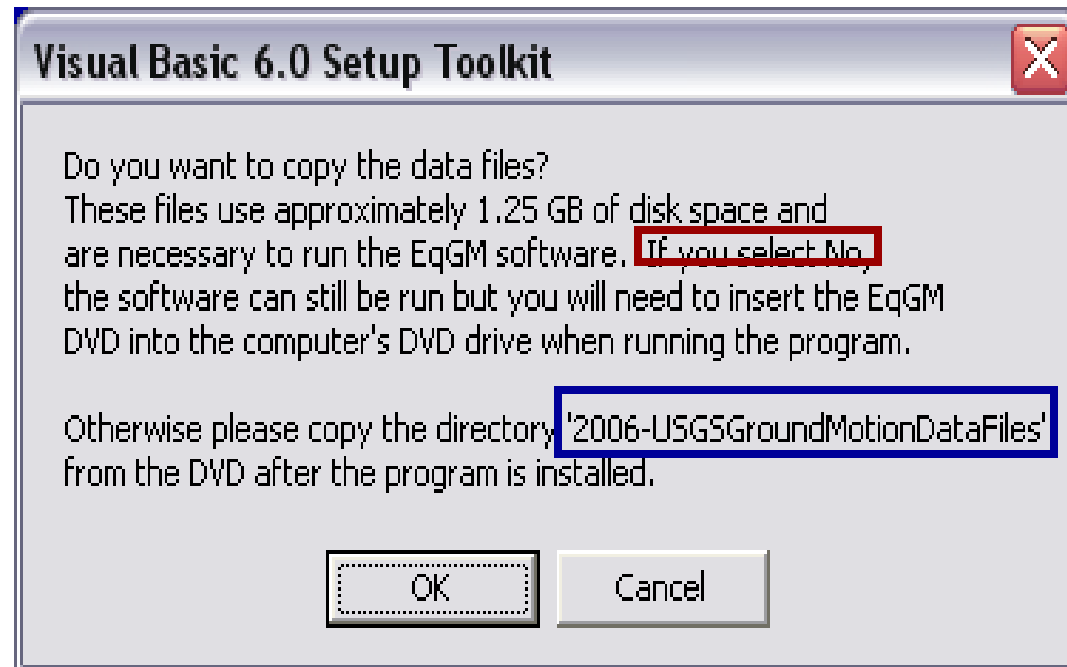 Visual Basic 6.0 Setup Toolkit
Do you want to copy the data files?
These files use approximately 1.25 GB of disk space and
are necessary to run the EqGM software. If you select No,
the software can still be run but you will need to insert the EqGM
DVD into the computer's DVD drive when running the program.
Otherwise please copy the directory '2006-USGSGroundMotionDataFiles'
from the DVD after the program is installed.
OK
Cancel